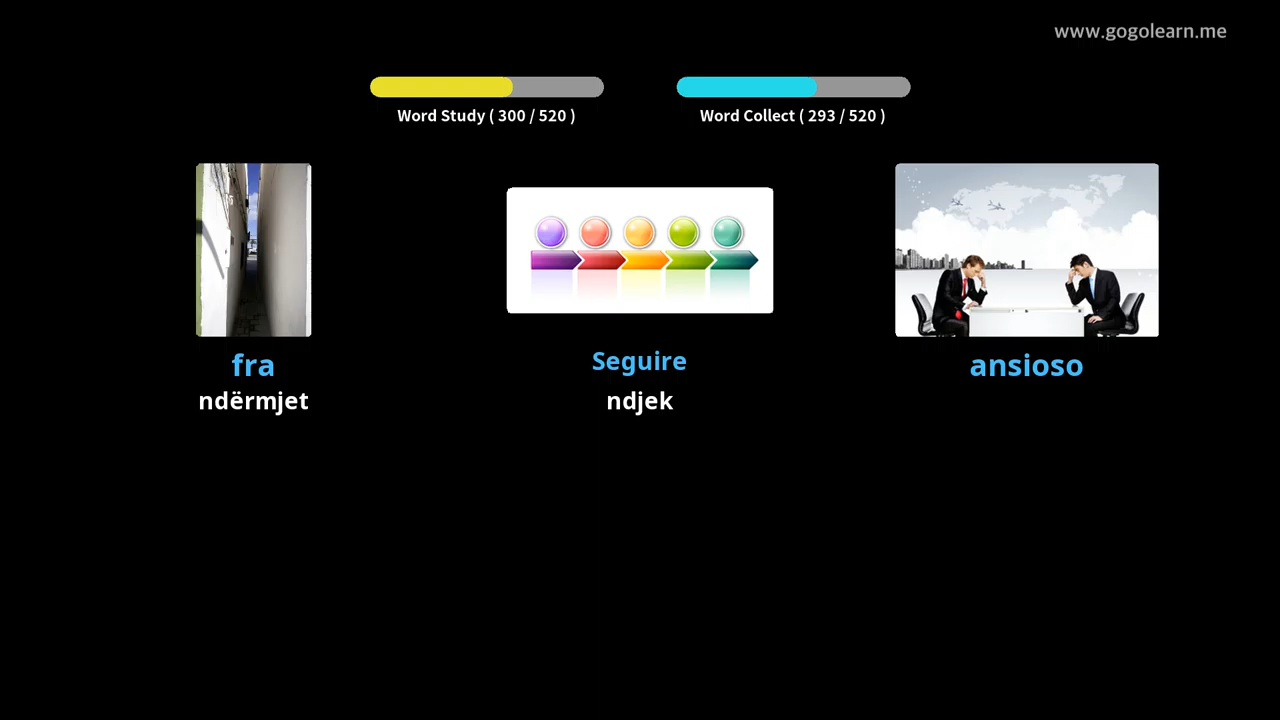 www.gogolearn.me
Word Study ( 300 / 520 )
Word Collect ( 293 / 520 )
fra
ndërmjet
Seguire
ndjek
ansioso